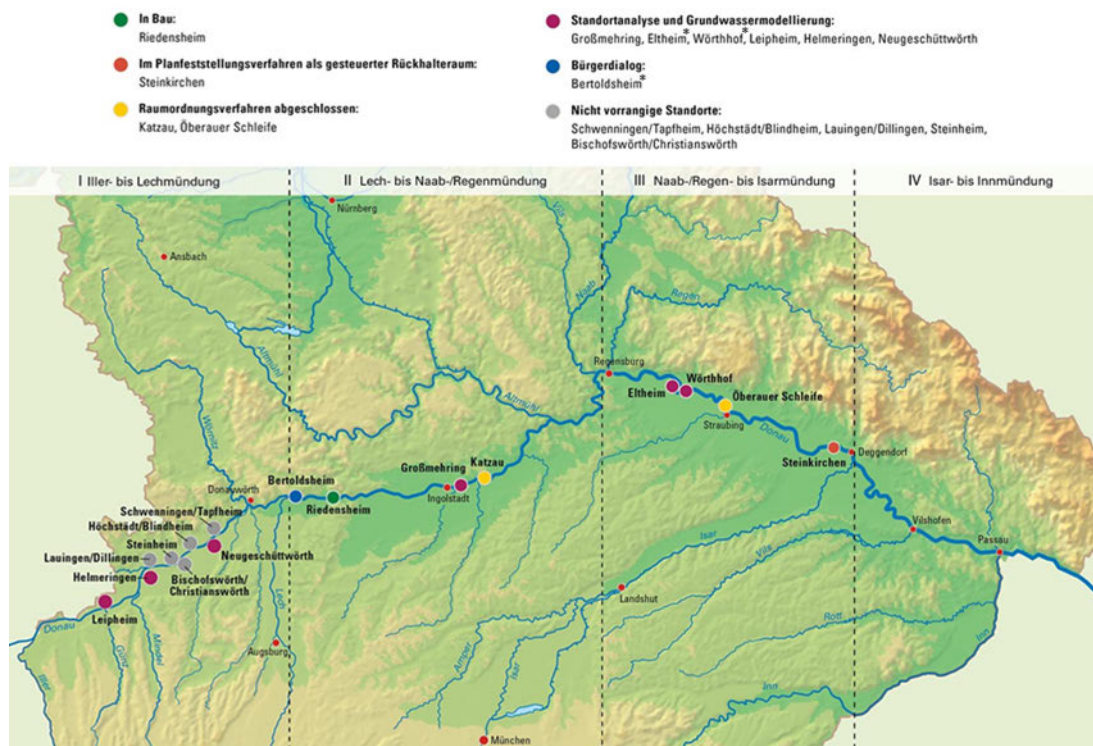 In Bau:
Riedensheim
Im Planfeststellungsverfahren als gesteuerter Rückhalteraum:
Steinkirchen
Raumordnungsverfahren abgeschlossen:
Katzau, Öberauer Schleife
Standortanalyse und Grundwassermodellierung:
Großmehring, Eltheim*, Wörthhof*, Leipheim, Helmeringen, Neugeschüttwörth
Bürgerdialog:
Bertoldsheim*
Nicht vorrangige Standorte:
Schwenningen/Tapfheim, Höchstädt/Blindheim, Lauingen/Dillingen, Steinheim,
Bischofswörth/Christianswörth
I Iller- bis Lechmündung
II Lech- bis Naab-/Regenmündung
III Naab-/Regen- bis Isarmündung
IV Isar- bis Innmündung
Nürnberg
Vils
Ansbach
Naab
Regen
Altmühl
Regensburg
Wörthhof
Eltheim
Öberauer Schleife
Altmühl
Straubing
Donau
Wörnitz
Steinkirchen
Deggendorf
Großmehring
Katzau
Bertoldsheim
Donauwörth
Ingolstadt
Riedensheim
Schwenningen/Tapfheim
Höchstädt/Blindheim
Steinheim
Neugeschüttwörth
Lauingen/Dillingen
Helmeringen
Bischofswörth/
Christianswörth
Isar
Vils
Vilshofen
Passau
Leipheim
Donau
Lech
Landshut
Rott
Inn
Günz
Mindel
Augsburg
Amper
Isar
Iller
Inn
München